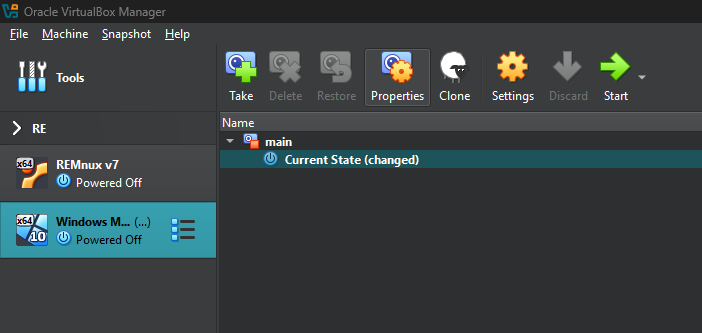 Oracle VirtualBox Manager
File Machine Snapshot Help
Tools
Take Delete Restore Properties Clone Settings Discard Start
RE
Name
main
Current State (changed)
x64
REMnux v7
Powered Off
x64
10
Windows M... (...)
Powered Off